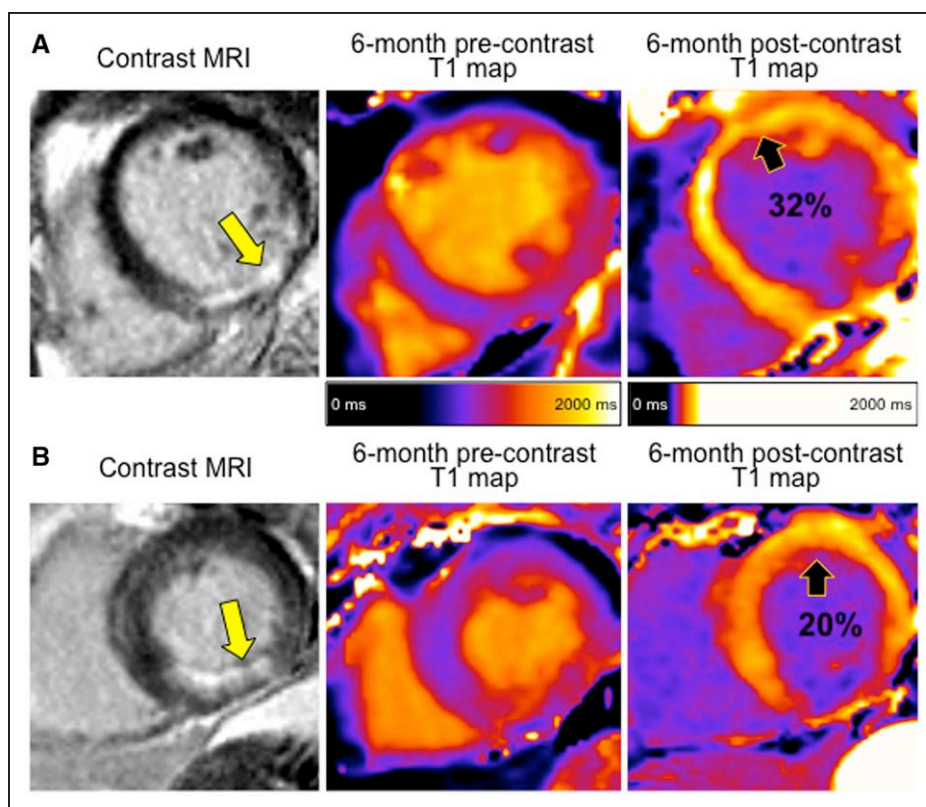 A
Contrast MRI
6-month pre-contrast
T1 map
6-month post-contrast
T1 map
32%
0 ms
2000 ms
0 ms
2000 ms
B
Contrast MRI
6-month pre-contrast
T1 map
6-month post-contrast
T1 map
20%